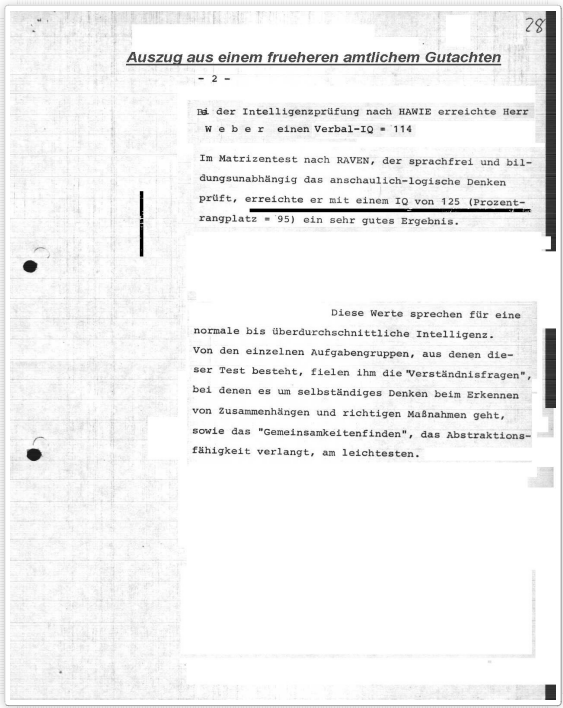 28
Auszug aus einem frueheren amtlichem Gutachten
- 2 -
Bei der Intelligenzprüfung nach HAWIE erreichte Herr
W e b e r einen Verbal-IQ = 114
Im Matrizentest nach RAVEN, der sprachfrei und bil-
dungsunabhängig das anschaulich-logische Denken
prüft, erreichte er mit einem IQ von 125 (Prozent-
rangplatz = 95) ein sehr gutes Ergebnis.
Diese Werte sprechen für eine
normale bis überdurchschnittliche Intelligenz.
Von den einzelnen Aufgabengruppen, aus denen die-
ser Test besteht, fielen ihm die "Verständnisfragen",
bei denen es um selbständiges Denken beim Erkennen
von Zusammenhängen und richtigen Maßnahmen geht,
sowie das "Gemeinsamkeitenfinden", das Abstraktions-
fähigkeit verlangt, am leichtesten.